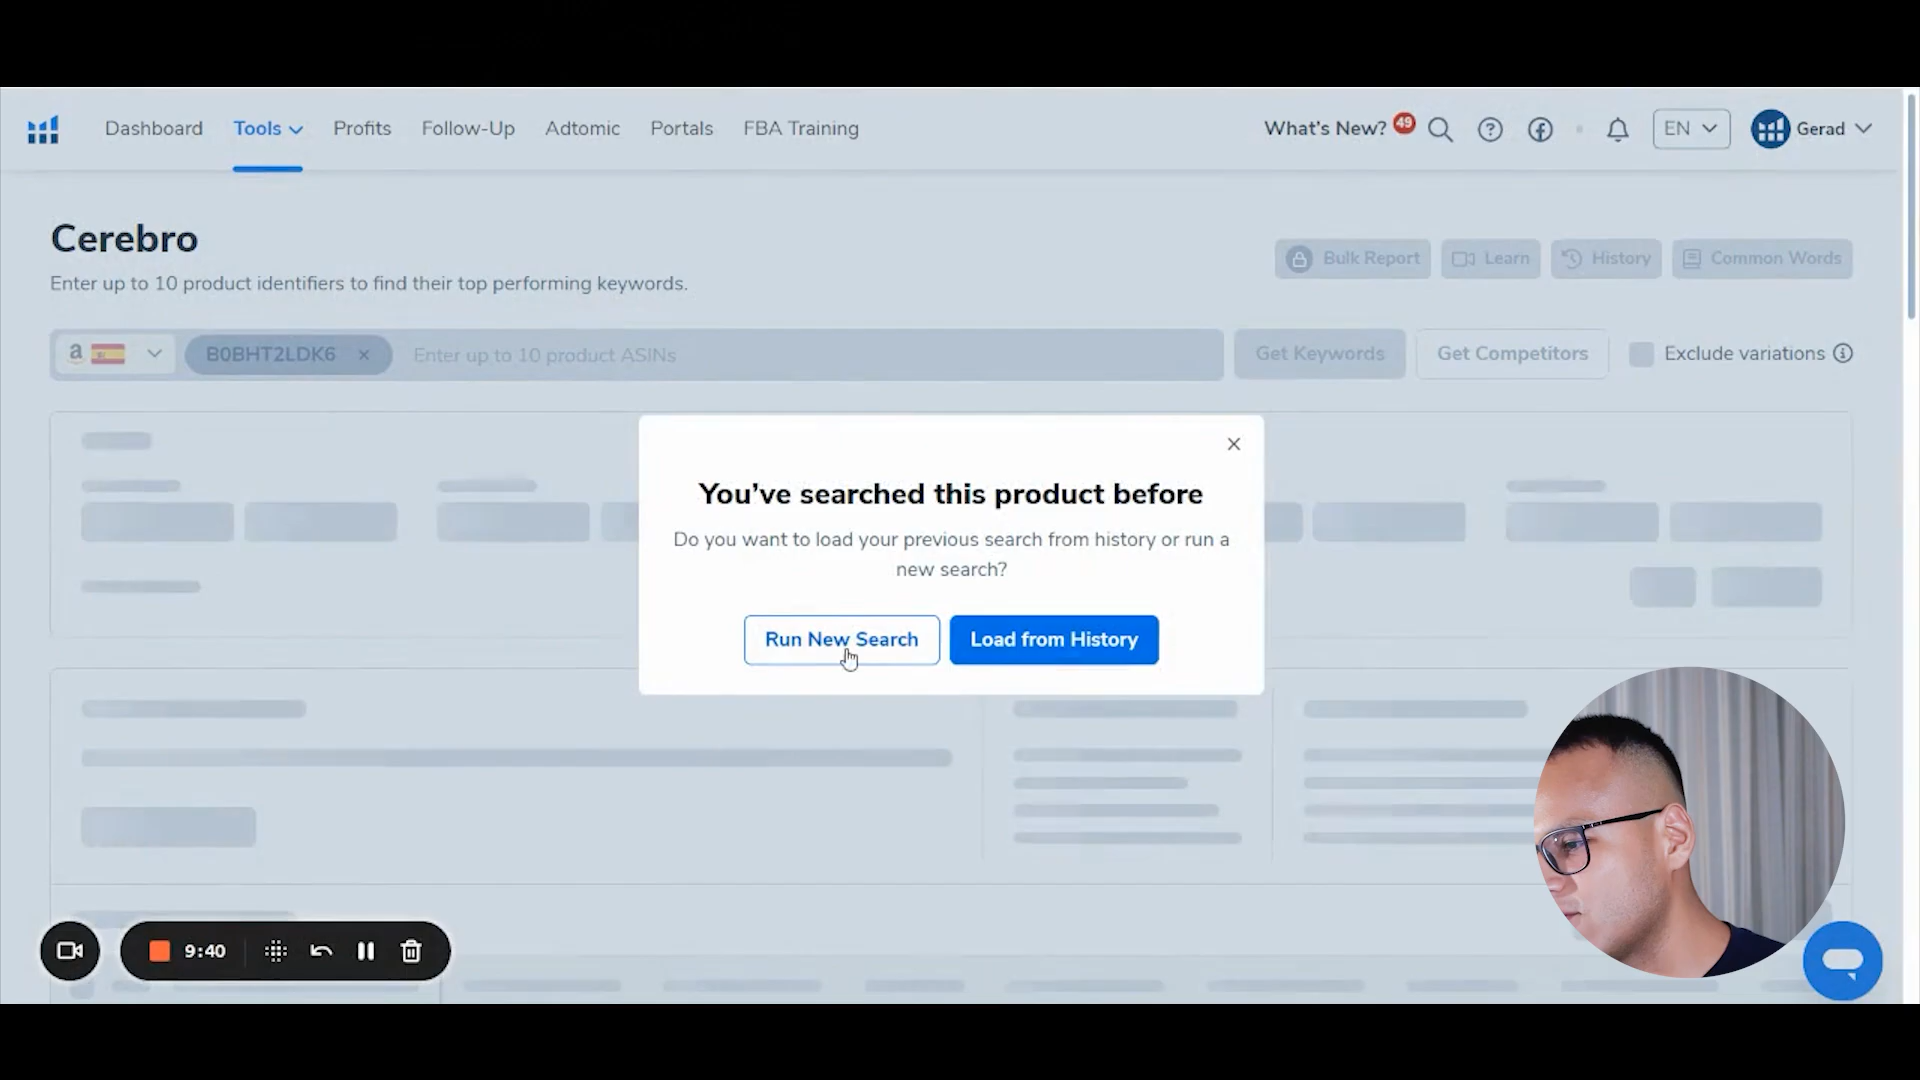 Dashboard Tools Profits Follow-Up Adtomic Portals FBA Training What's New? 49 EN Gerad
Cerebro
Enter up to 10 product identifiers to find their top performing keywords.
Bulk Report Learn History Common Words
a B0BHT2LDK6 × Enter up to 10 product ASINs Get Keywords Get Competitors Exclude variations
You've searched this product before
Do you want to load your previous search from history or run a
new search?
Run New Search Load from History
9:40